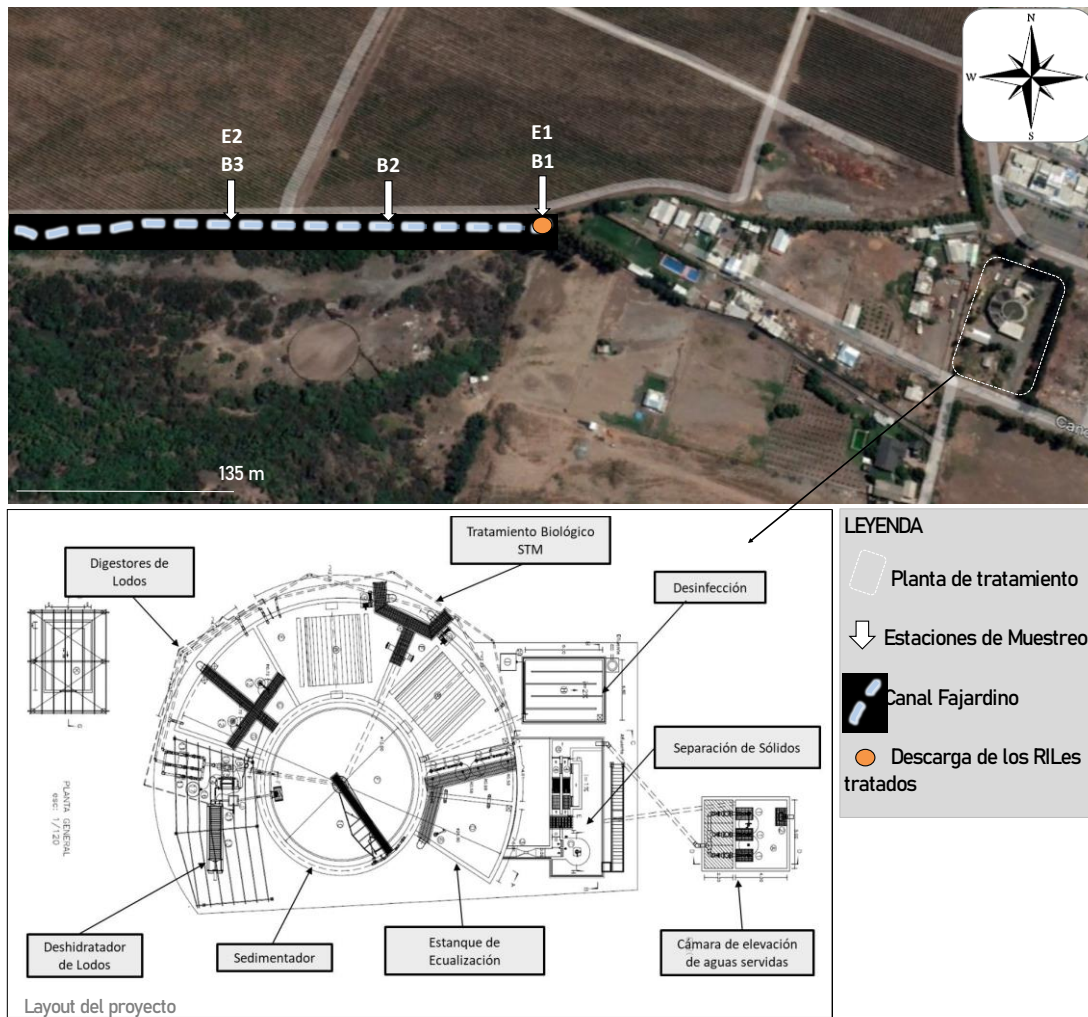 N
W
S
E2
B3
B2
E1
B1
135 m
Tratamiento Biológico
STM
Digestores de
Lodos
Desinfección
Separación de Sólidos
PLANTA GENERAL
esc: 1/120
Deshidratador
de Lodos
Sedimentador
Estanque de
Ecualización
Cámara de elevación
de aguas servidas
Layout del proyecto
LEYENDA
Planta de tratamiento
Estaciones de Muestreo
Canal Fajardino
Descarga de los RILes
tratados